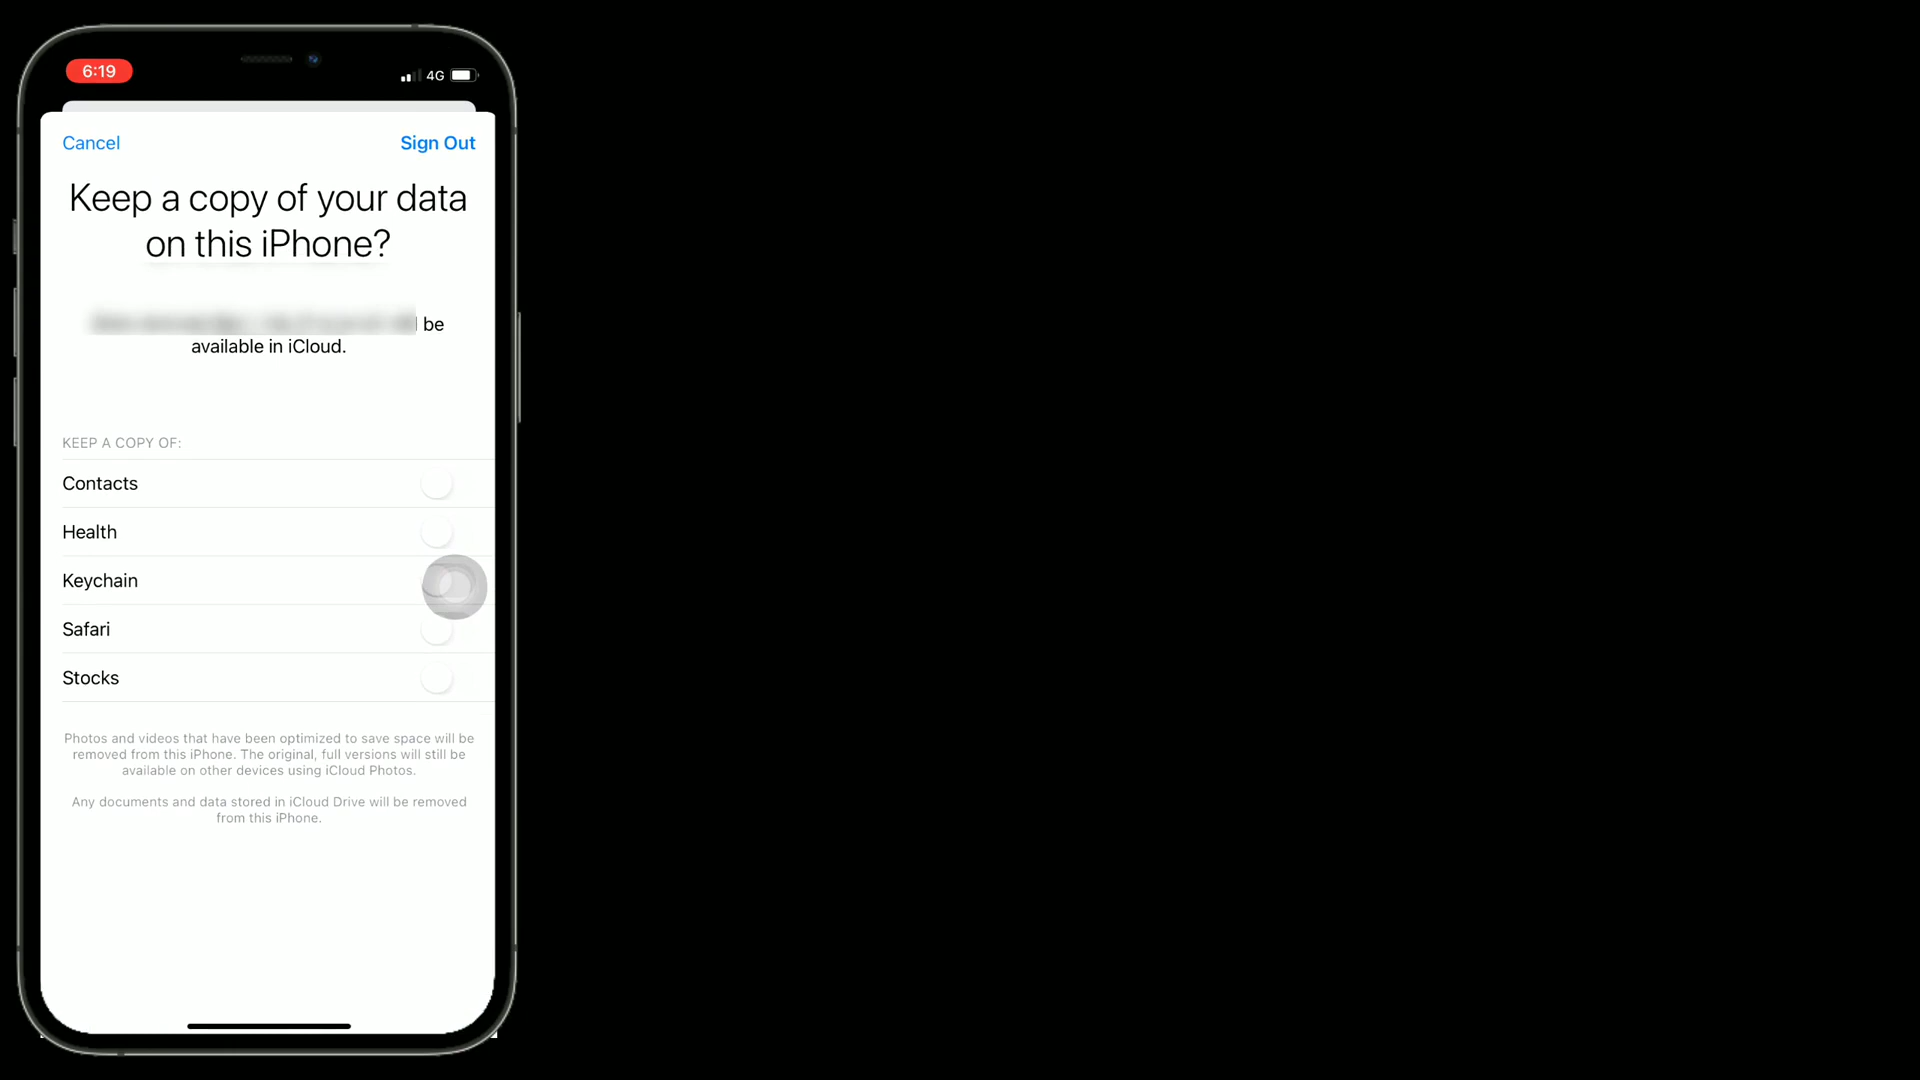 6:19
4G
Cancel
Sign Out
Keep a copy of your data
on this iPhone?
be
available in iCloud.
KEEP A COPY OF:
Contacts
Health
Keychain
Safari
Stocks
Photos and videos that have been optimized to save space will be
removed from this iPhone. The original, full versions will still be
available on other devices using iCloud Photos.
Any documents and data stored in iCloud Drive will be removed
from this iPhone.